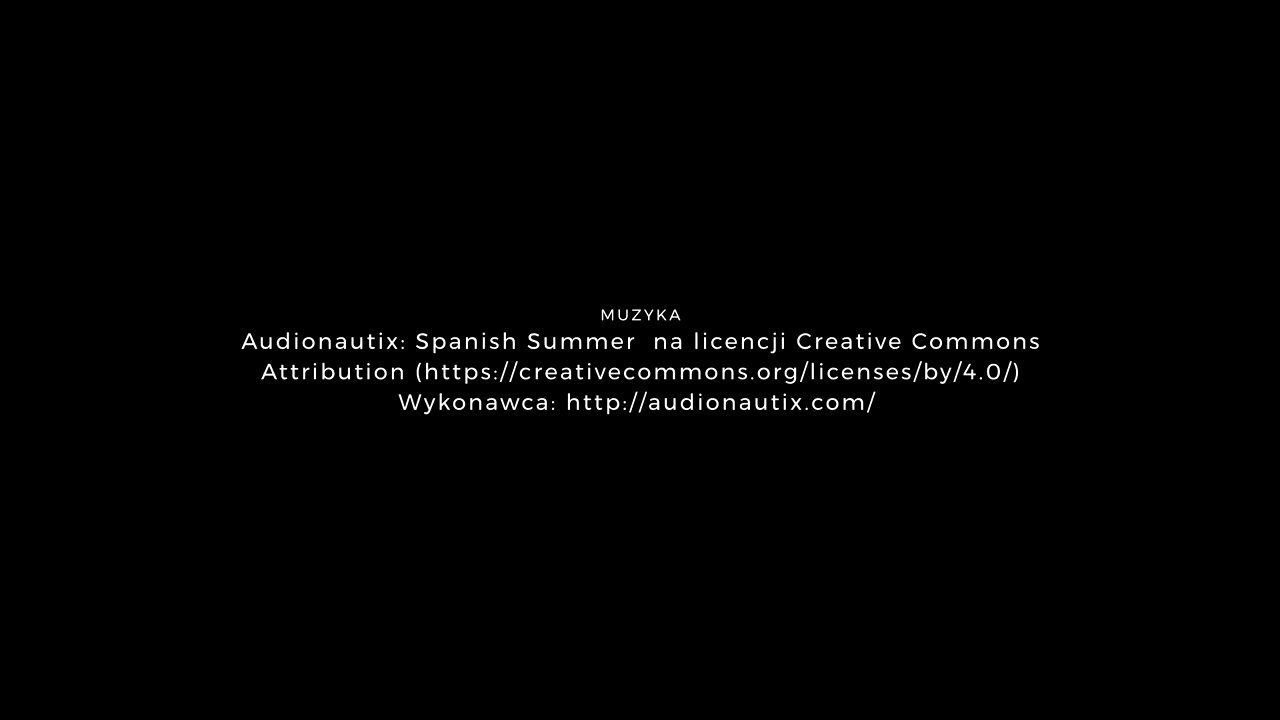 MUZYKA
Audionautix: Spanish Summer  na licencji Creative Commons
Attribution (https://creativecommons.org/licenses/by/4.0/)
Wykonawca: http://audionautix.com/